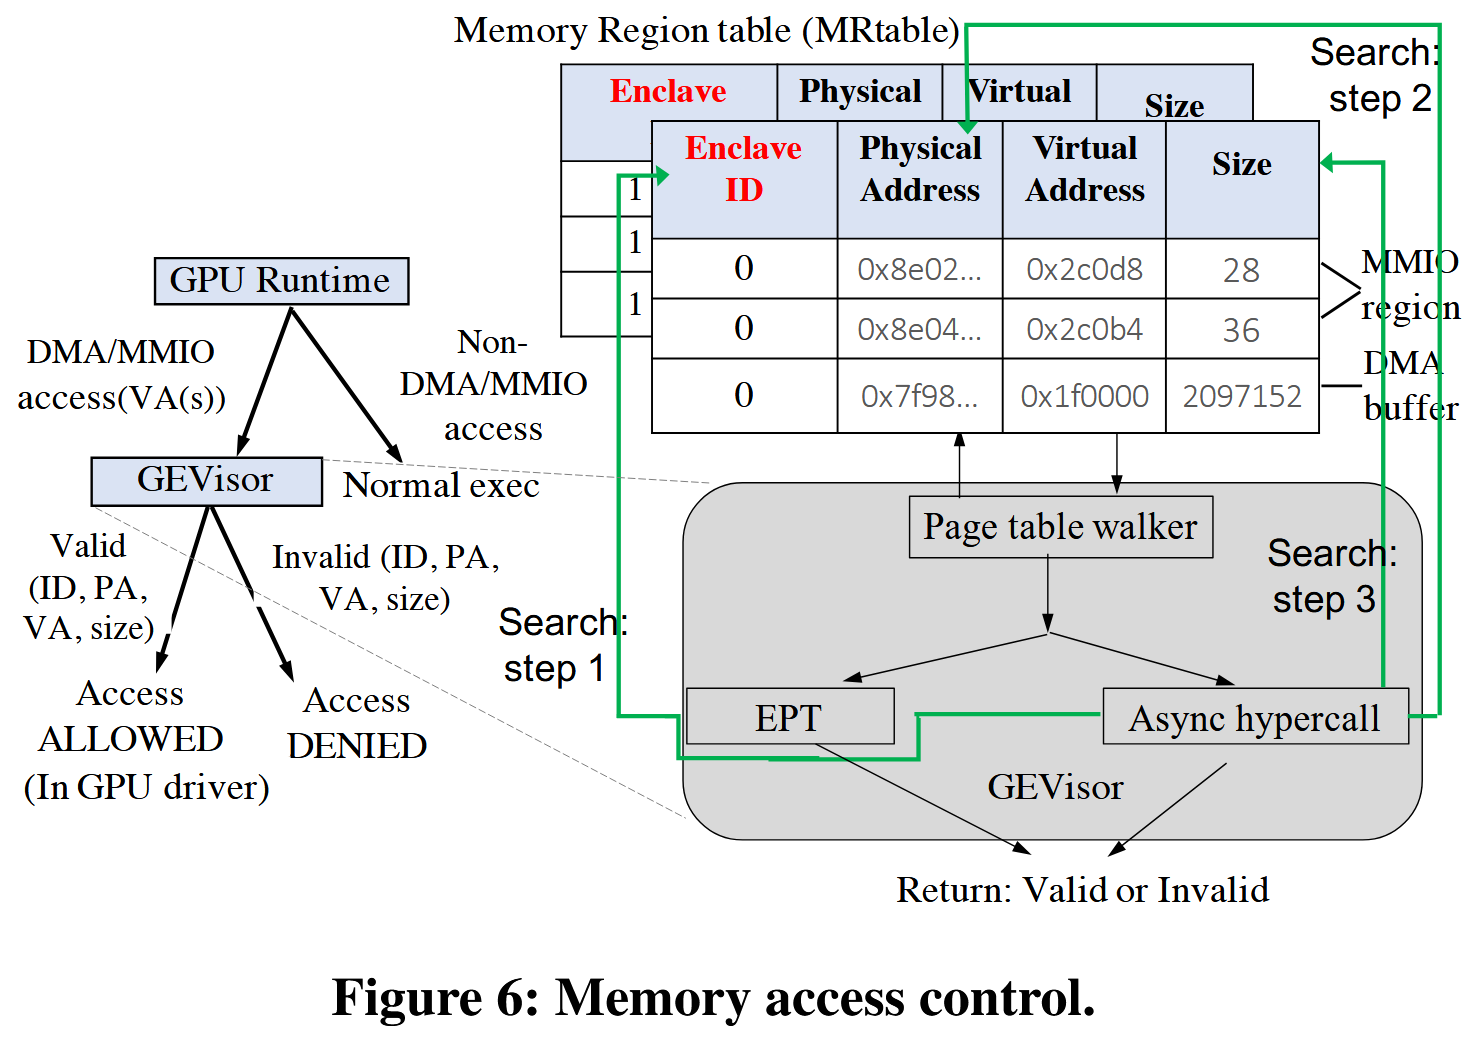 Memory Region table (MRtable)
Search:
step 2
Enclave
Physical
Virtual
Size
1
1
1
Enclave
ID
Physical
Address
Virtual
Address
Size
0
0x8e02...
0x2c0d8
28
0
0x8e04...
0x2c0b4
36
0
0x7f98...
0x1f0000
2097152
MMIO
region
DMA
buffer
GPU Runtime
DMA/MMIO
access(VA(s))
Non-
DMA/MMIO
access
GEVisor
Normal exec
Valid
(ID, PA,
VA, size)
Invalid (ID, PA,
VA, size)
Access
ALLOWED
(In GPU driver)
Access
DENIED
Search:
step 1
Page table walker
Search:
step 3
EPT
Async hypercall
GEVisor
Return: Valid or Invalid
Figure 6: Memory access control.